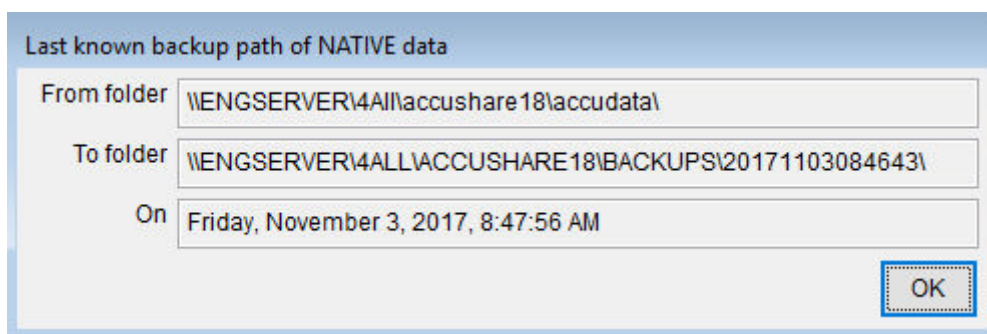 Last known backup path of NATIVE data
From folder \\ENGSERVER\4All\accushare18\accudata\
To folder \\ENGSERVER\4ALL\ACCUSHARE18\BACKUPS\20171103084643\
On Friday, November 3, 2017, 8:47:56 AM
OK